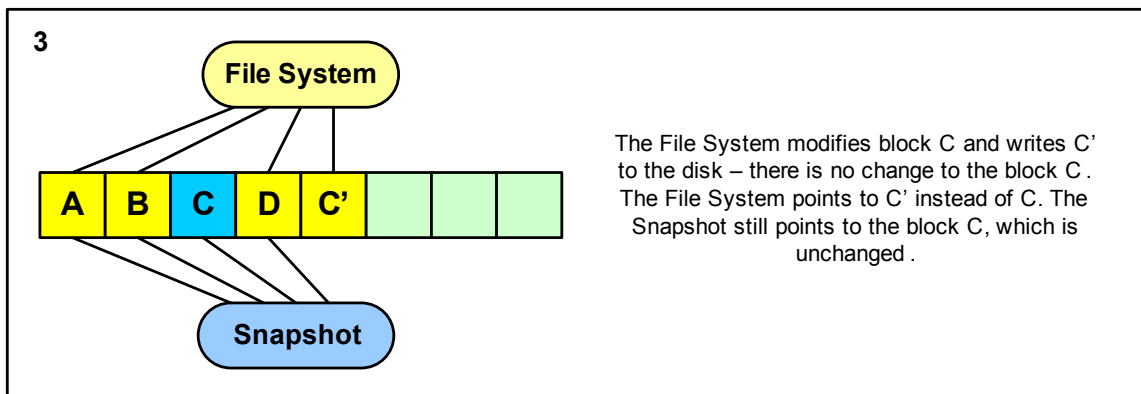 3
File System
A B C D C'
The File System modifies block C and writes C’
to the disk – there is no change to the block C .
The File System points to C’ instead of C. The
Snapshot still points to the block C, which is
unchanged .
Snapshot